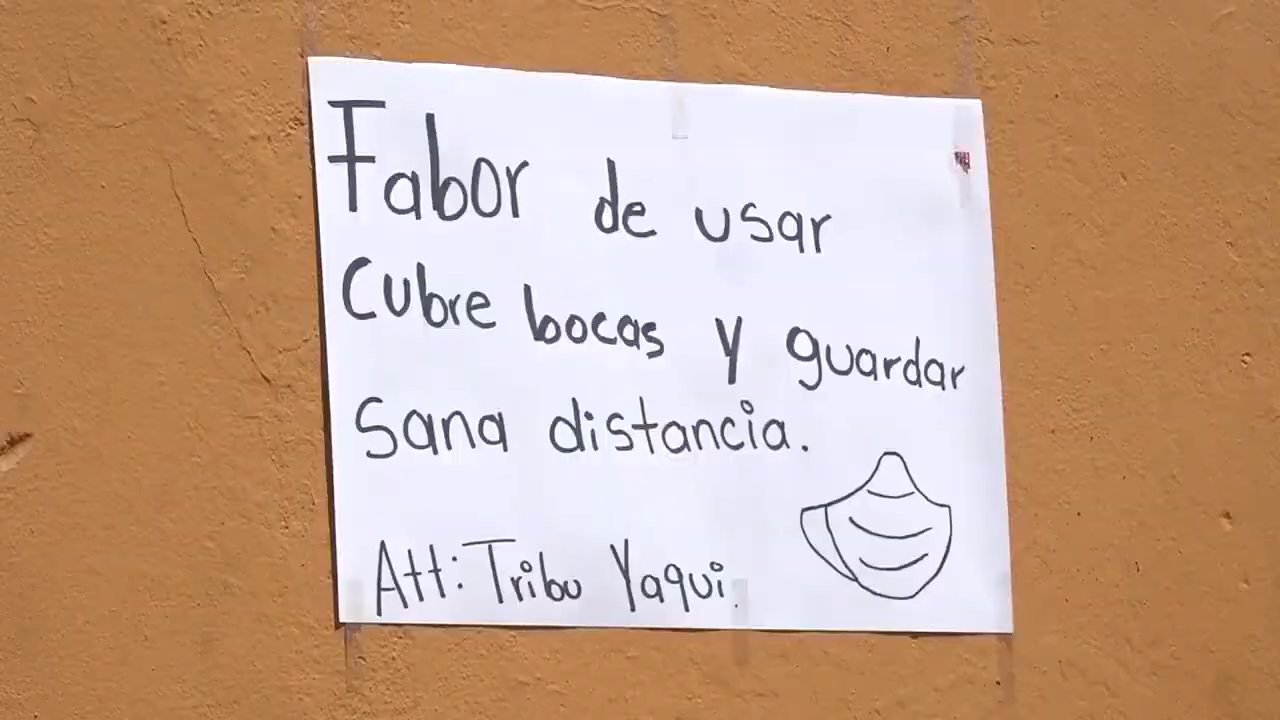 Fabor de usar
Cubre bocas y guardar
Sana distancia.
Att: Tribu Yaqui.